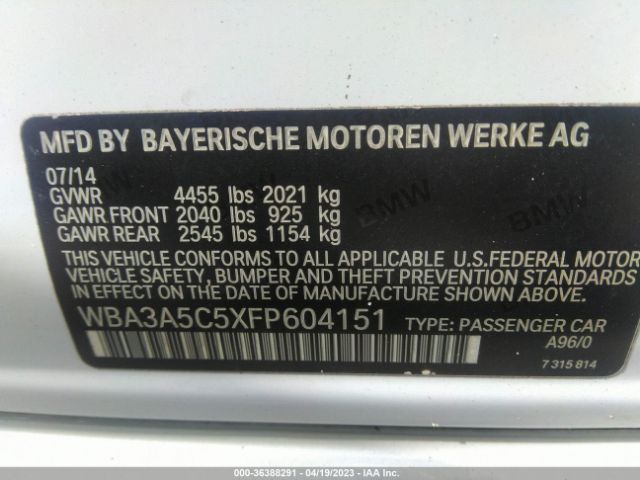 MFD BY BAYERISCHE MOTOREN WERKE AG
07/14
GVWR 4455 lbs 2021 kg
GAWR FRONT 2040 lbs 925 kg
GAWR REAR 2545 lbs 1154 kg
THIS VEHICLE CONFORMS TO ALL APPLICABLE U.S.FEDERAL MOTOR
VEHICLE SAFETY, BUMPER AND THEFT PREVENTION STANDARDS
IN EFFECT ON THE DATE OF MANUFACTURE SHOWN ABOVE.
WBA3A5C5XFP604151 TYPE: PASSENGER CAR
A96/0
7 315 814
BMW BMW
000-36388291 - 04/19/2023 - IAA Inc.